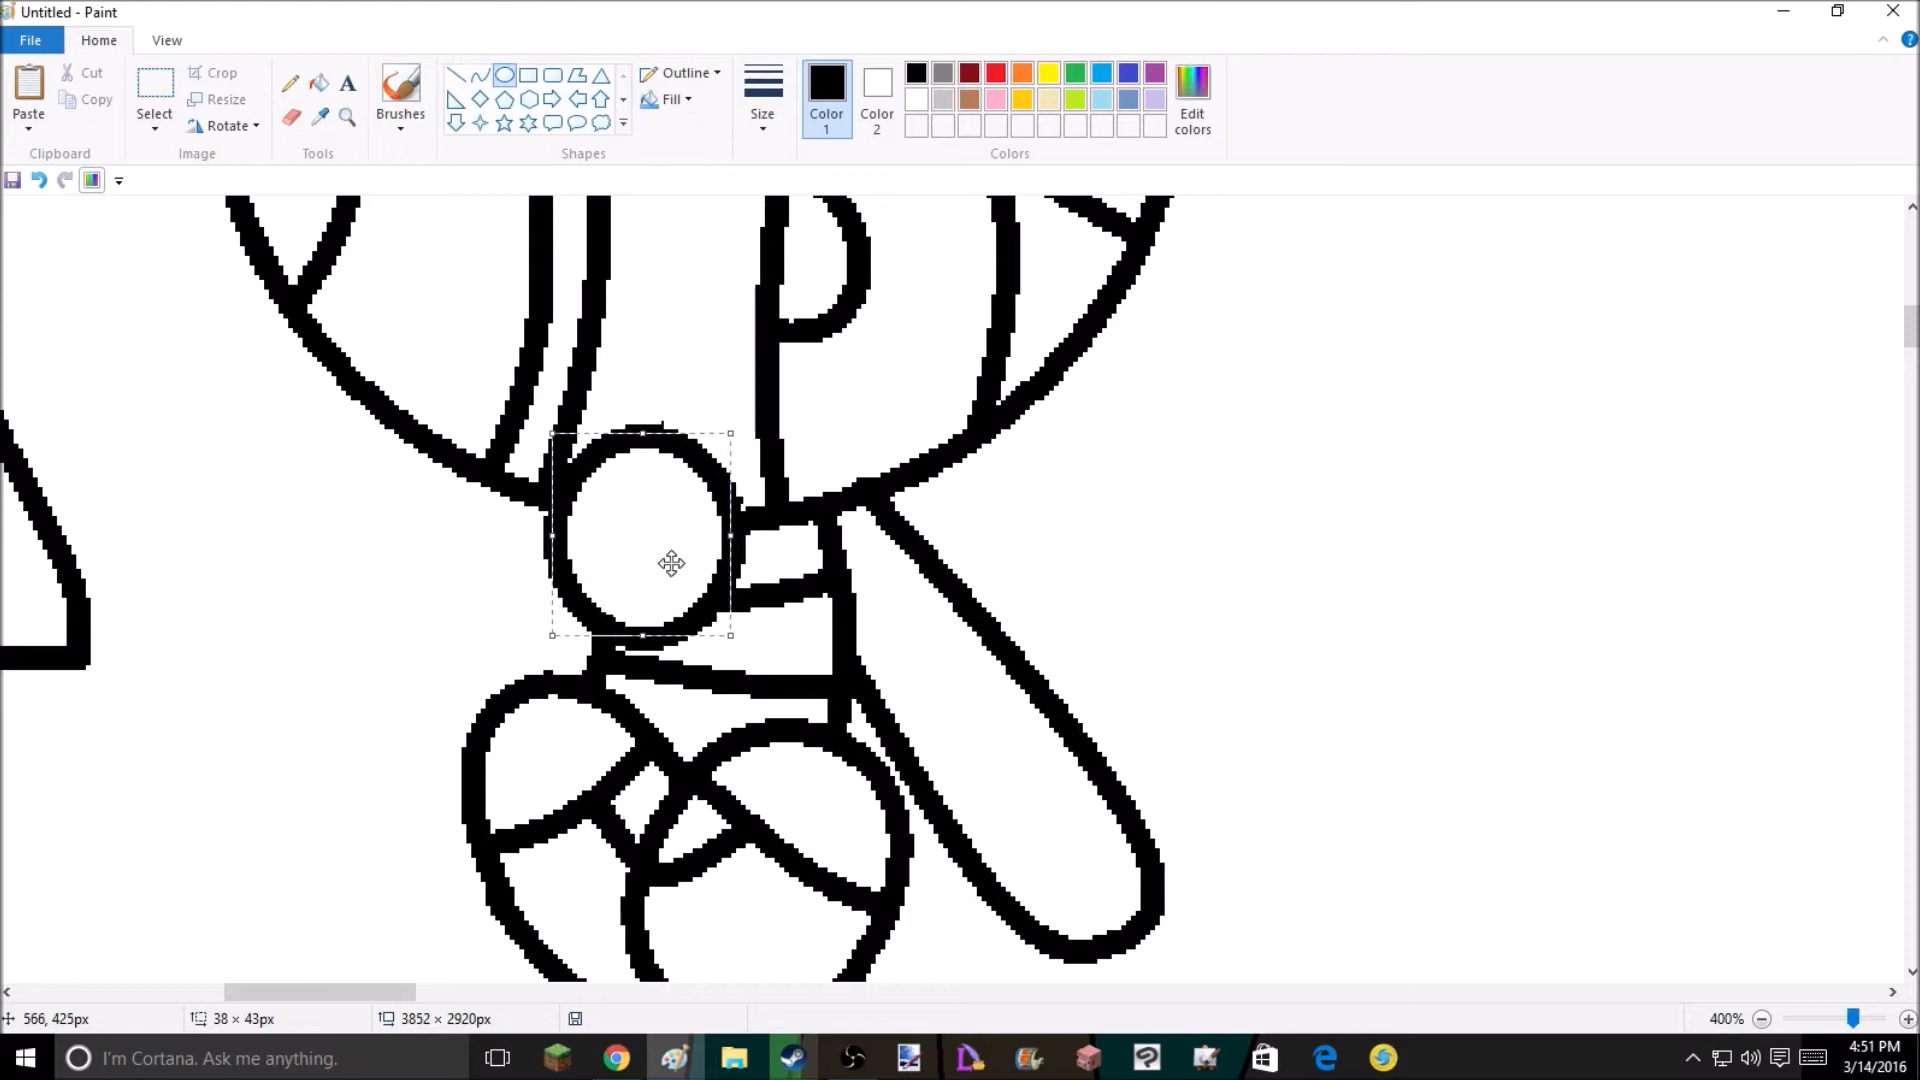 Untitled - Paint
File Home View
Paste
Cut
Copy
Clipboard
Select
Crop
Resize
Rotate
Image
A
Tools
Brushes
Shapes
Outline
Fill
Size
Color 1
Color 2
Edit colors
Colors
566, 425px 38 × 43px 3852 × 2920px 400%
I'm Cortana. Ask me anything.
4:51 PM
3/14/2016